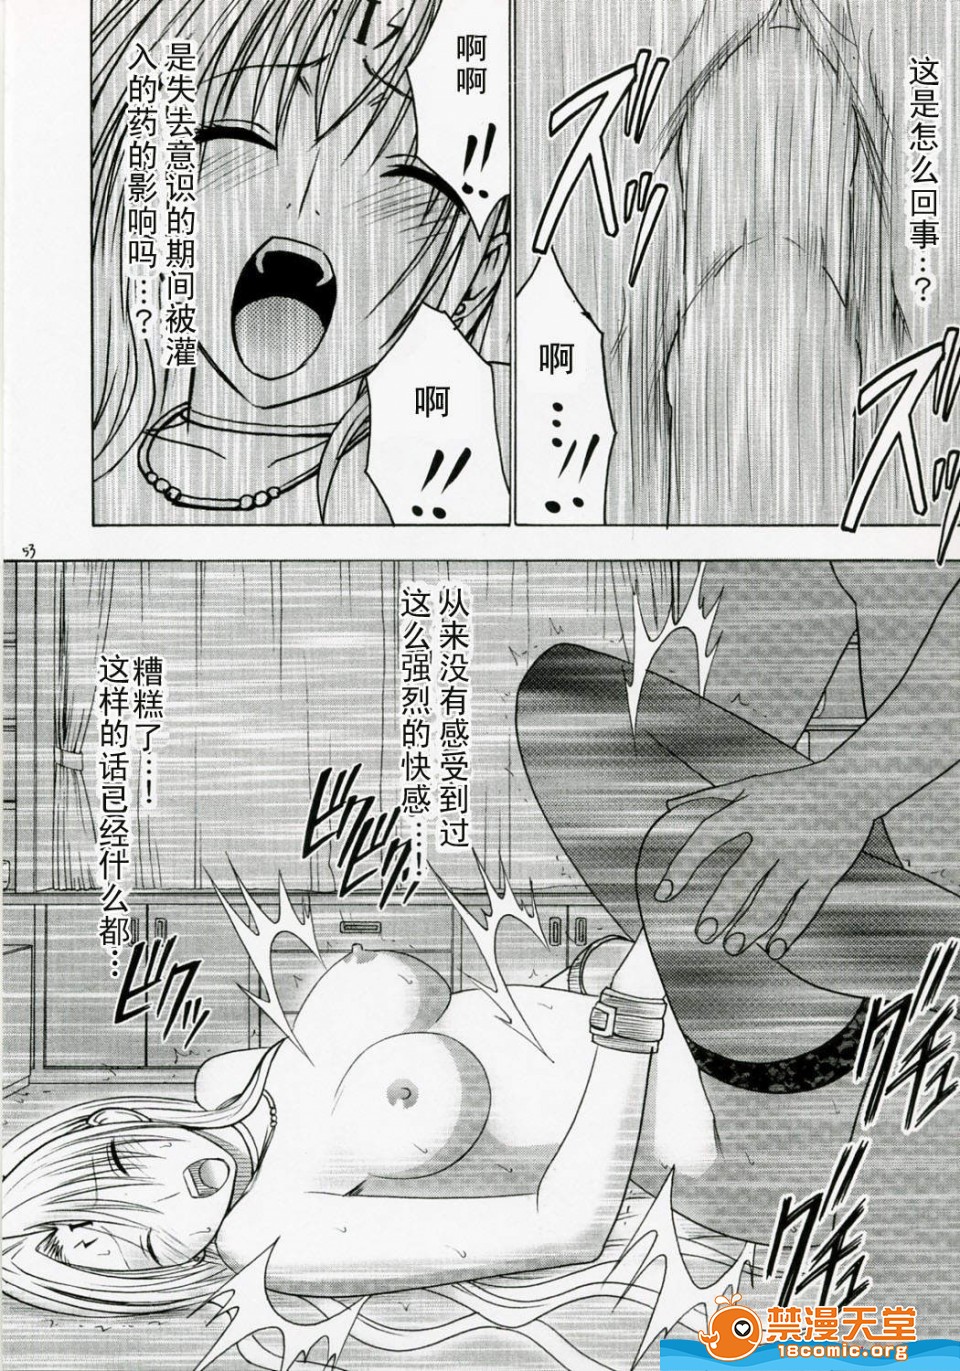 这是怎么回事…?
啊…!!
ズズ
ズズ
啊啊!!
啊!!
是失去意识的期间被灌
入的药的影响吗…?
53
从来没有感受到过
这么强烈的快感…!
糟糕了…!
这样的话已经什么都…
ビクビクッ
ビクッ
グチュ
グチュ
禁漫天堂
18comic.org